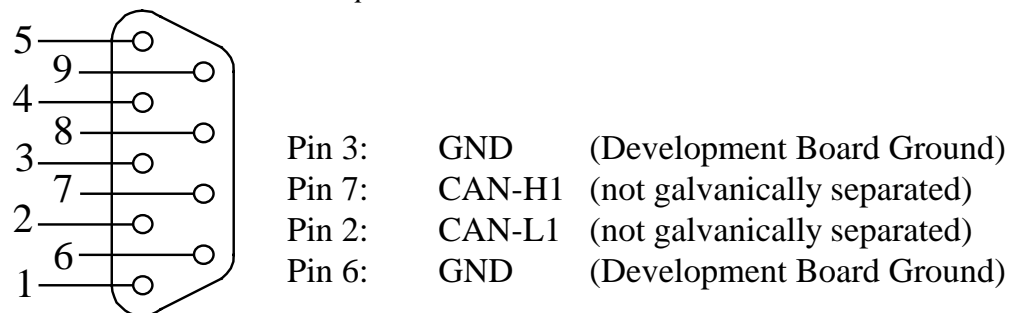 5
9
4
8
3
7
2
6
1
Pin 3: GND (Development Board Ground)
Pin 7: CAN-H1 (not galvanically separated)
Pin 2: CAN-L1 (not galvanically separated)
Pin 6: GND (Development Board Ground)